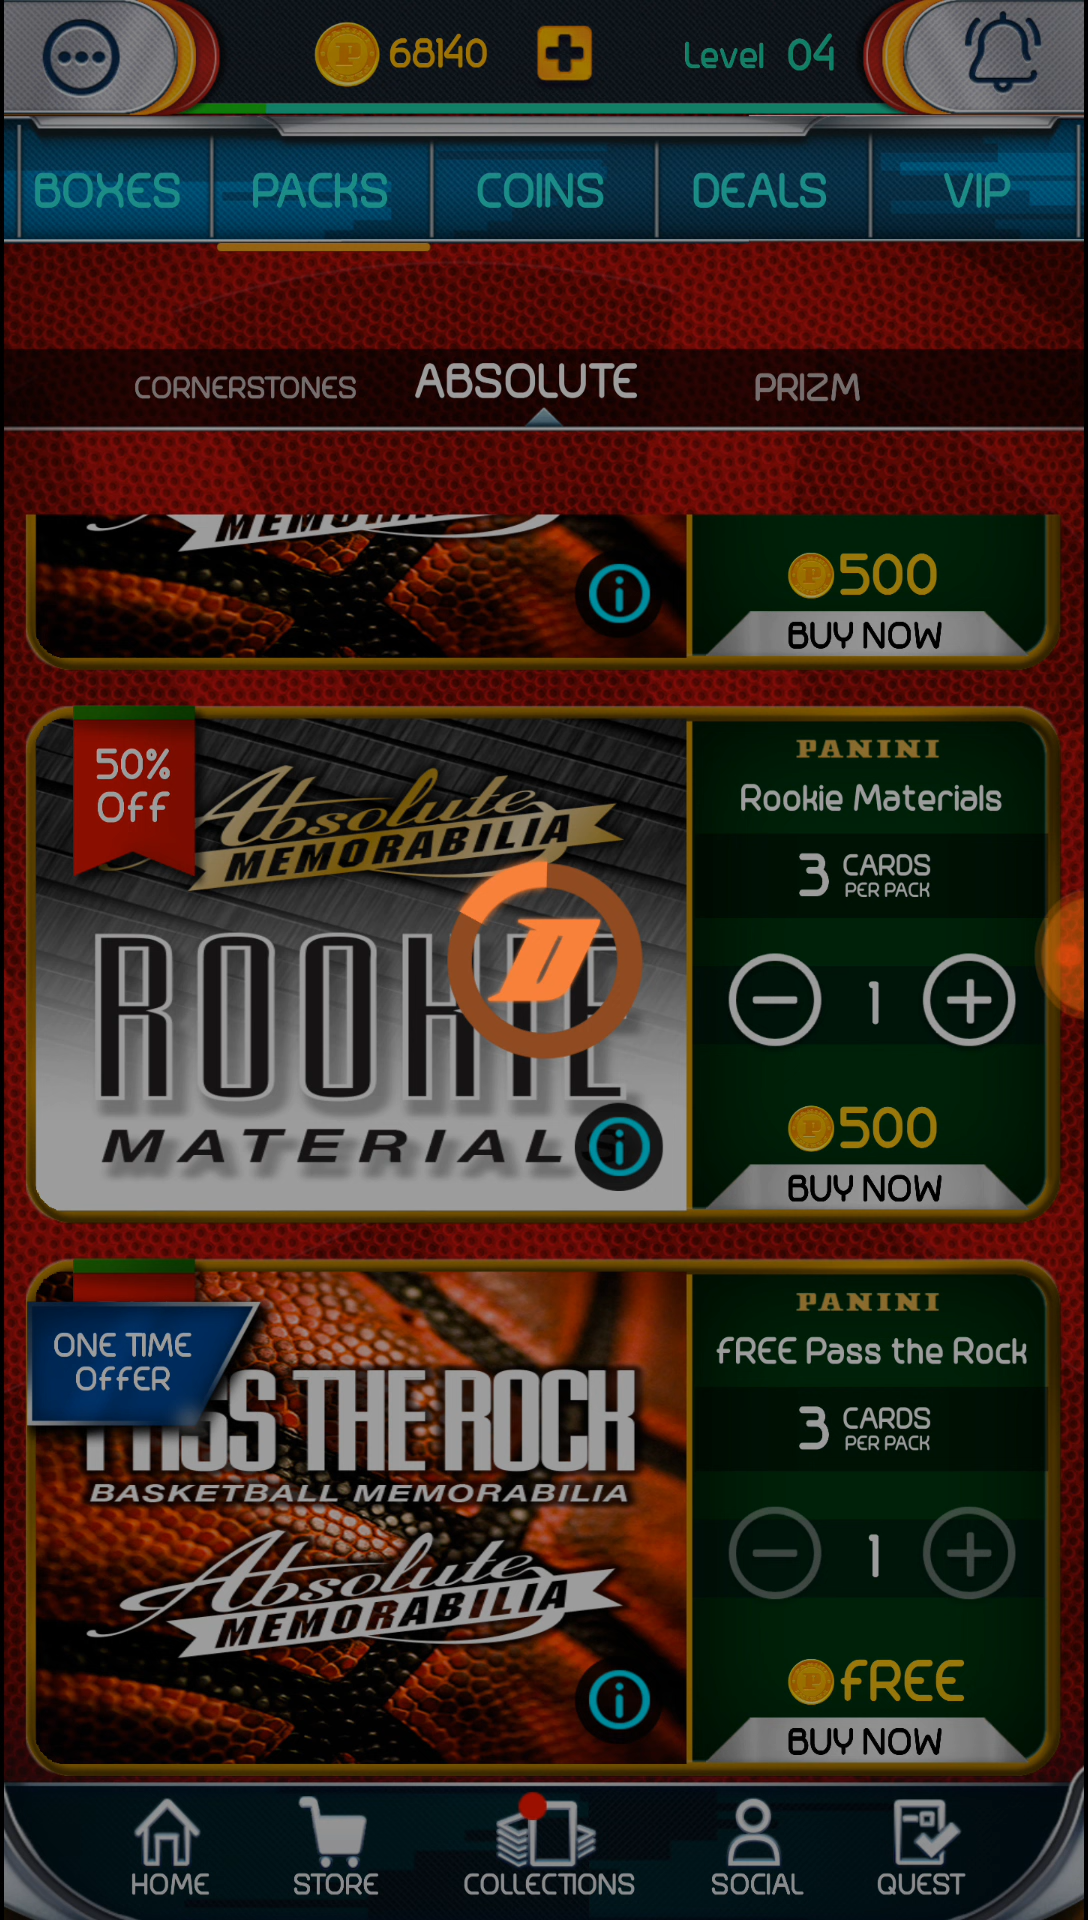 68140
Level 04
BOXES
PACKS
COINS
DEALS
VIP
CORNERSTONES
ABSOLUTE
PRIZM
MEMORABILIA
500
BUY NOW
50%
Off
Absolute
MEMORABILIA
ROOKIE
MATERIALS
PANINI
Rookie Materials
3 CARDS
PER PACK
1
500
BUY NOW
ONE TIME
OFFER
PASS THE ROCK
BASKETBALL MEMORABILIA
Absolute
MEMORABILIA
PANINI
FREE Pass the Rock
3 CARDS
PER PACK
1
FREE
BUY NOW
HOME
STORE
COLLECTIONS
SOCIAL
QUEST